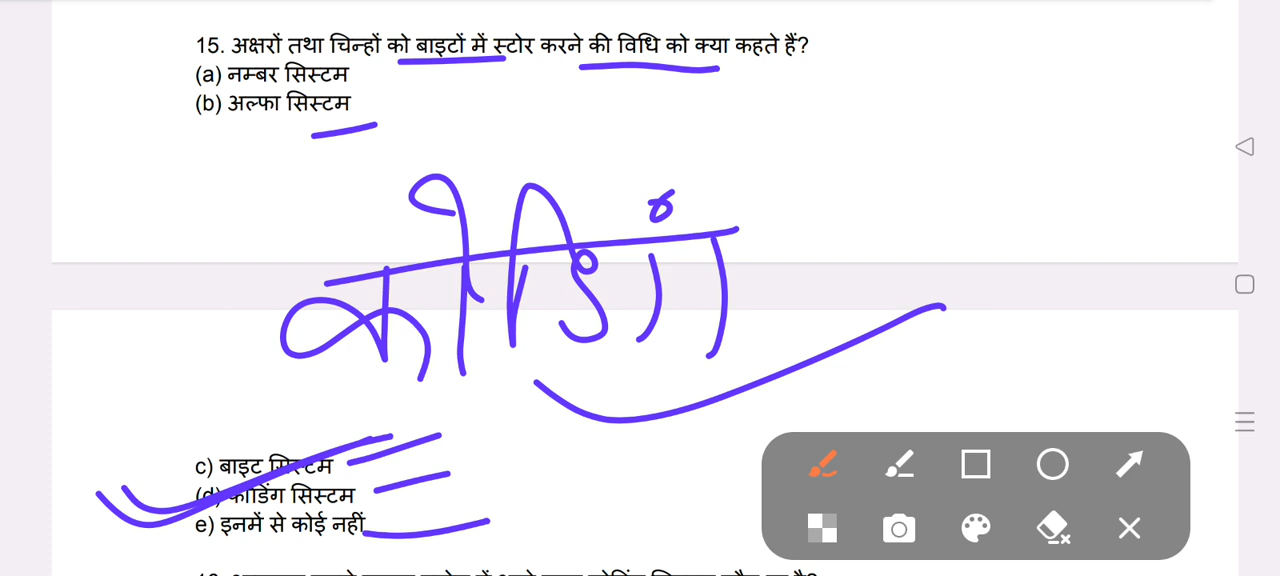 15. अक्षरों तथा चिन्हों को बाइटों में स्टोर करने की विधि को क्या कहते हैं?
(a) नम्बर सिस्टम
(b) अल्फा सिस्टम
कोडिंग
c) बाइट सिस्टम
(d) कोडिंग सिस्टम
e) इनमें से कोई नहीं